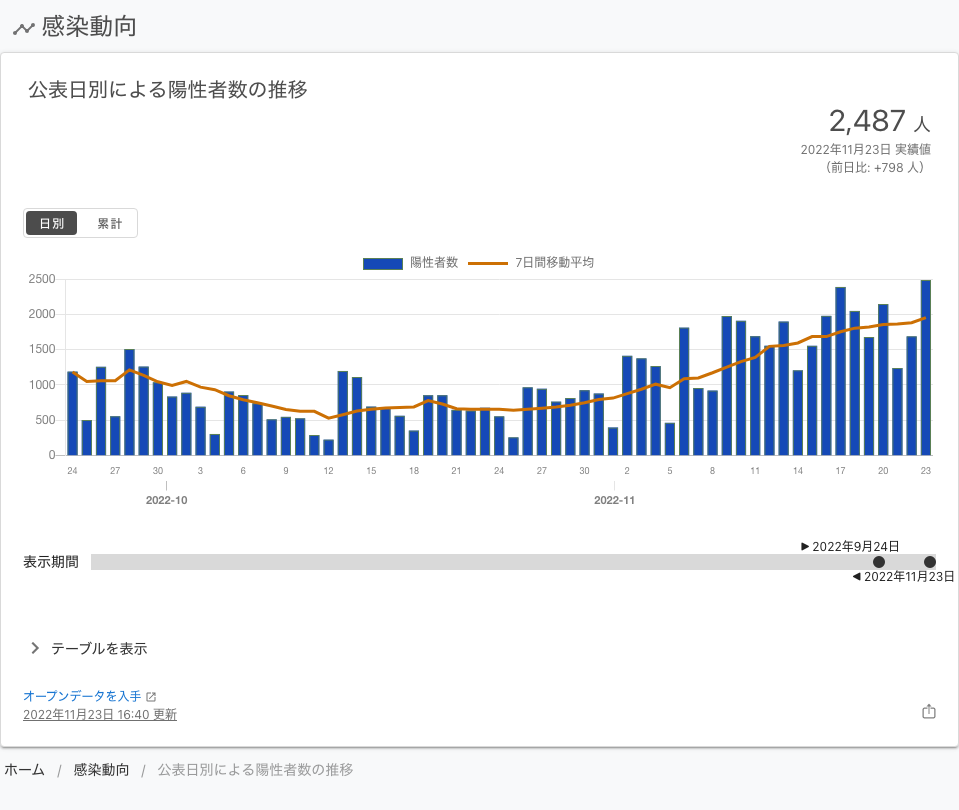 感染動向
公表日別による陽性者数の推移
2,487 人
2022年11月23日 実績値
(前日比: +798 人)
日別 累計
陽性者数 7日間移動平均
2500
2000
1500
1000
500
0
24 27 30 3 6 9 12 15 18 21 24 27 30 2 5 8 11 14 17 20 23
2022-10 2022-11
2022年9月24日
表示期間
2022年11月23日
テーブルを表示
オープンデータを入手
2022年11月23日 16:40 更新
ホーム / 感染動向 / 公表日別による陽性者数の推移